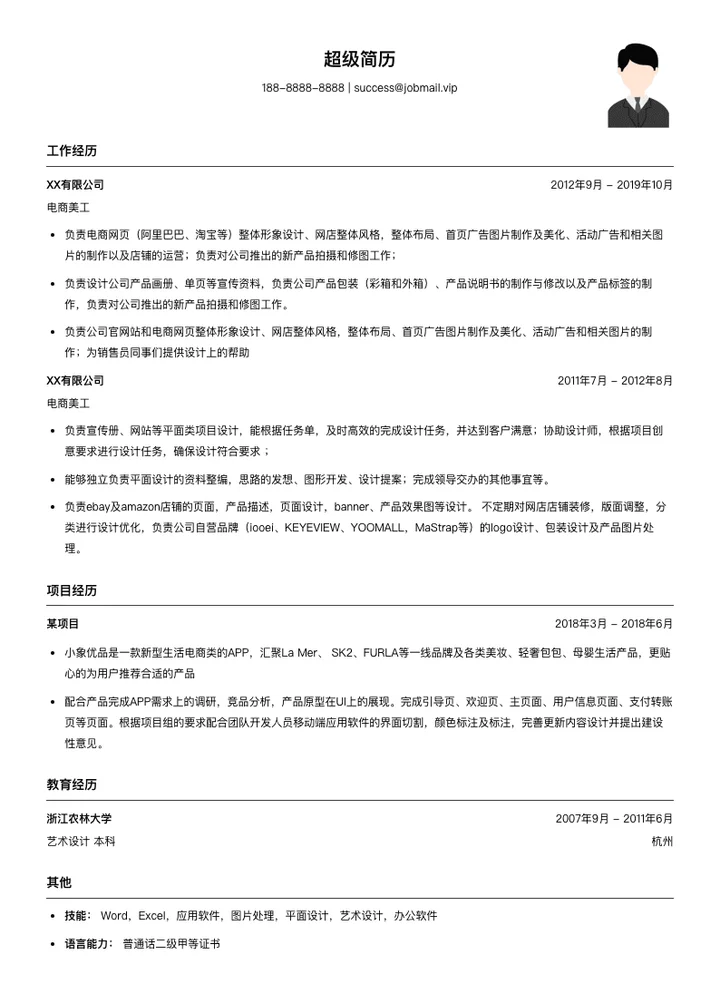 超级简历
188-8888-8888 | success@jobmail.vip
工作经历
XX有限公司 2012年9月 – 2019年10月
电商美工
• 负责电商网页（阿里巴巴、淘宝等）整体形象设计、网店整体风格，整体布局、首页广告图片制作及美化、活动广告和相关图
片的制作以及店铺的运营；负责对公司推出的新产品拍摄和修图工作；
• 负责设计公司产品画册、单页等宣传资料，负责公司产品包装（彩箱和外箱）、产品说明书的制作与修改以及产品标签的制
作，负责对公司推出的新产品拍摄和修图工作。
• 负责公司官网站和电商网页整体形象设计、网店整体风格，整体布局、首页广告图片制作及美化、活动广告和相关图片的制
作；为销售员同事们提供设计上的帮助
XX有限公司 2011年7月 – 2012年8月
电商美工
• 负责宣传册、网站等平面类项目设计，能根据任务单，及时高效的完成设计任务，并达到客户满意；协助设计师，根据项目创
意要求进行设计任务，确保设计符合要求 ；
• 能够独立负责平面设计的资料整编，思路的发想、图形开发、设计提案；完成领导交办的其他事宜等。
• 负责ebay及amazon店铺的页面，产品描述，页面设计，banner、产品效果图等设计。 不定期对网店店铺装修，版面调整，分
类进行设计优化，负责公司自营品牌（iooei、KEYEVIEW、YOOMALL，MaStrap等）的logo设计、包装设计及产品图片处
理。
项目经历
某项目 2018年3月 – 2018年6月
• 小象优品是一款新型生活电商类的APP，汇聚La Mer、 SK2、FURLA等一线品牌及各类美妆、轻奢包包、母婴生活产品，更贴
心的为用户推荐合适的产品
• 配合产品完成APP需求上的调研，竞品分析，产品原型在UI上的展现。完成引导页、欢迎页、主页面、用户信息页面、支付转账
页等页面。根据项目组的要求配合团队开发人员移动端应用软件的界面切割，颜色标注及标注，完善更新内容设计并提出建设
性意见。
教育经历
浙江农林大学 2007年9月 – 2011年6月
艺术设计 本科 杭州
其他
• 技能： Word，Excel，应用软件，图片处理，平面设计，艺术设计，办公软件
• 语言能力： 普通话二级甲等证书